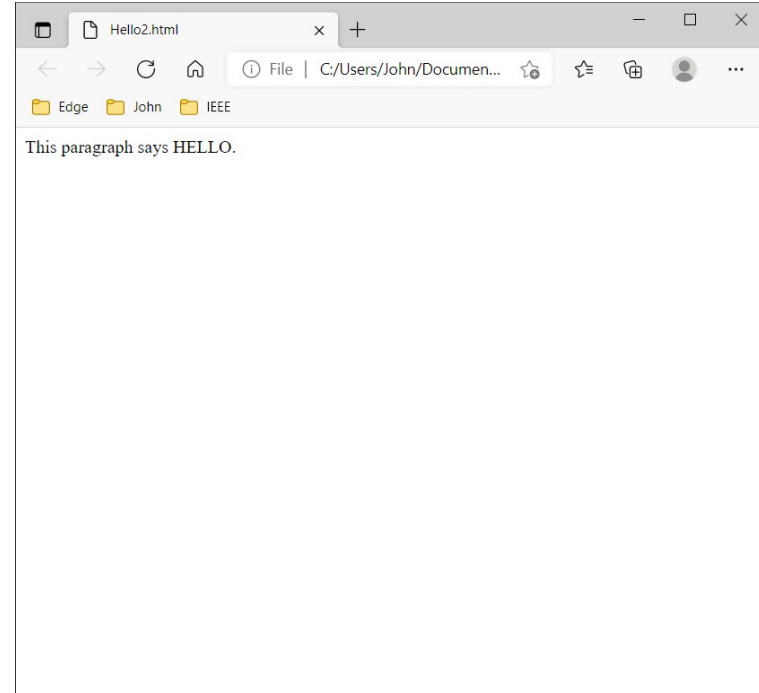 Hello2.html
File | C:/Users/John/Documen...
Edge John IEEE
This paragraph says HELLO.